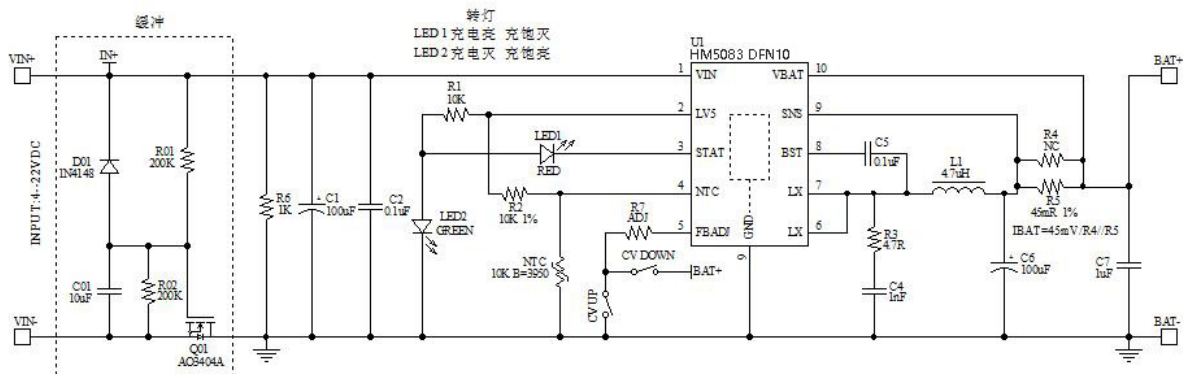 缓冲
转灯
LED1充电亮 充饱灭
LED2充电灭 充饱亮
U1
HM5083 DFN10
VIN+
IN+
1
VIN
VBAT
10
BAT+
R1
10K
2
LV5
SNS
9
R4
NC
D01
1N4148
R01
200K
LED1
RED
3
STAT
BST
8
C5
0.1uF
L1
4.7uH
INPUT:4--22VDC
R6
1K
C1
100uF
C2
0.1uF
R2
10K 1%
4
NTC
LX
7
R5
45mR 1%
IBAT=45mV/R4//R5
LED2
GREEN
R7
ADJ
5
FBADJ
GND
9
LX
6
R3
4.7R
C01
10uF
R02
200K
NTC
10K B=3950
CV DOWN
BAT+
CV UP
C4
1nF
C6
100uF
C7
1uF
VIN-
Q01
AO3404A
BAT-